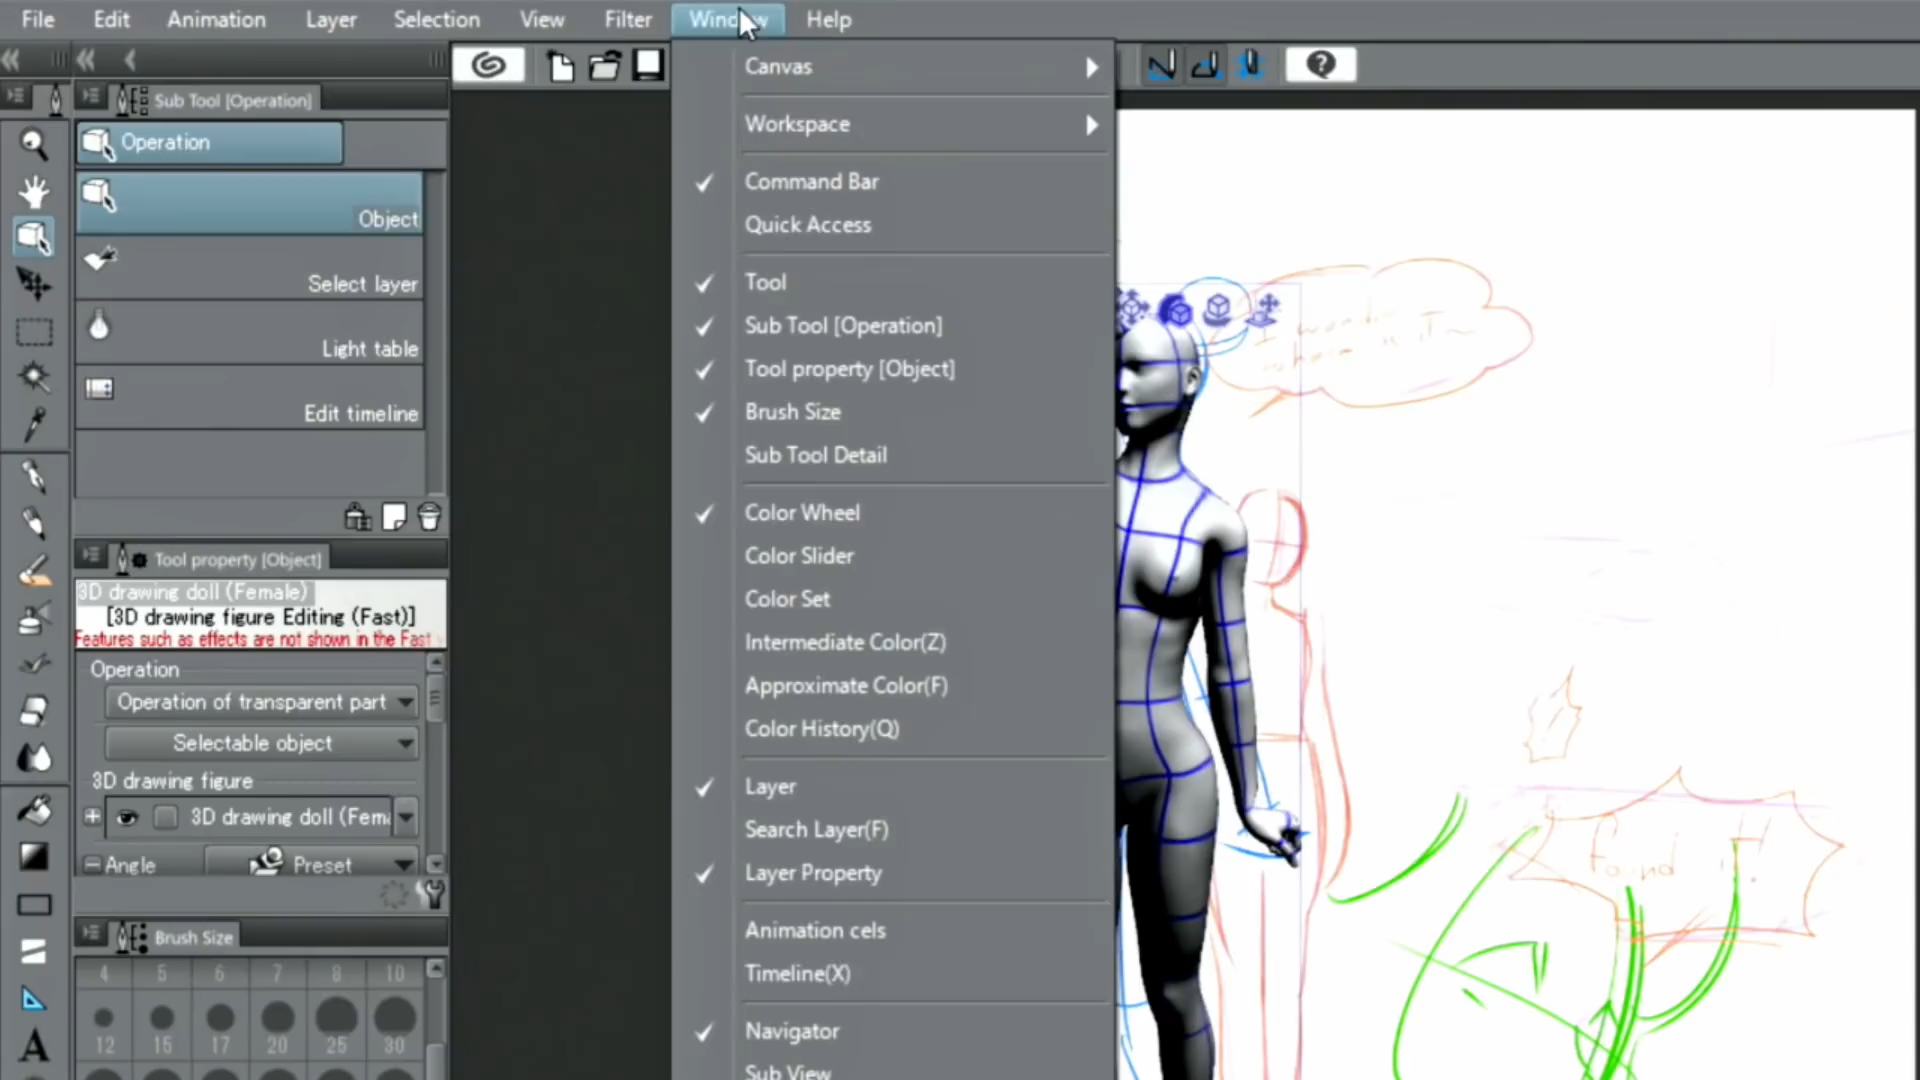 File Edit Animation Layer Selection View Filter Window Help
Sub Tool [Operation]
Operation
Object
Select layer
Light table
Edit timeline
Tool property [Object]
3D drawing doll (Female)
[3D drawing figure Editing (Fast)]
Features such as effects are not shown in the Fast
Operation
Operation of transparent part
Selectable object
3D drawing figure
3D drawing doll (Fem
Angle Preset
Brush Size
4 5 6 7 8 10
12 15 17 20 25 30
A
Canvas
Workspace
Command Bar
Quick Access
Tool
Sub Tool [Operation]
Tool property [Object]
Brush Size
Sub Tool Detail
Color Wheel
Color Slider
Color Set
Intermediate Color(Z)
Approximate Color(F)
Color History(Q)
Layer
Search Layer(F)
Layer Property
Animation cels
Timeline(X)
Navigator
Sub View
?
found it!